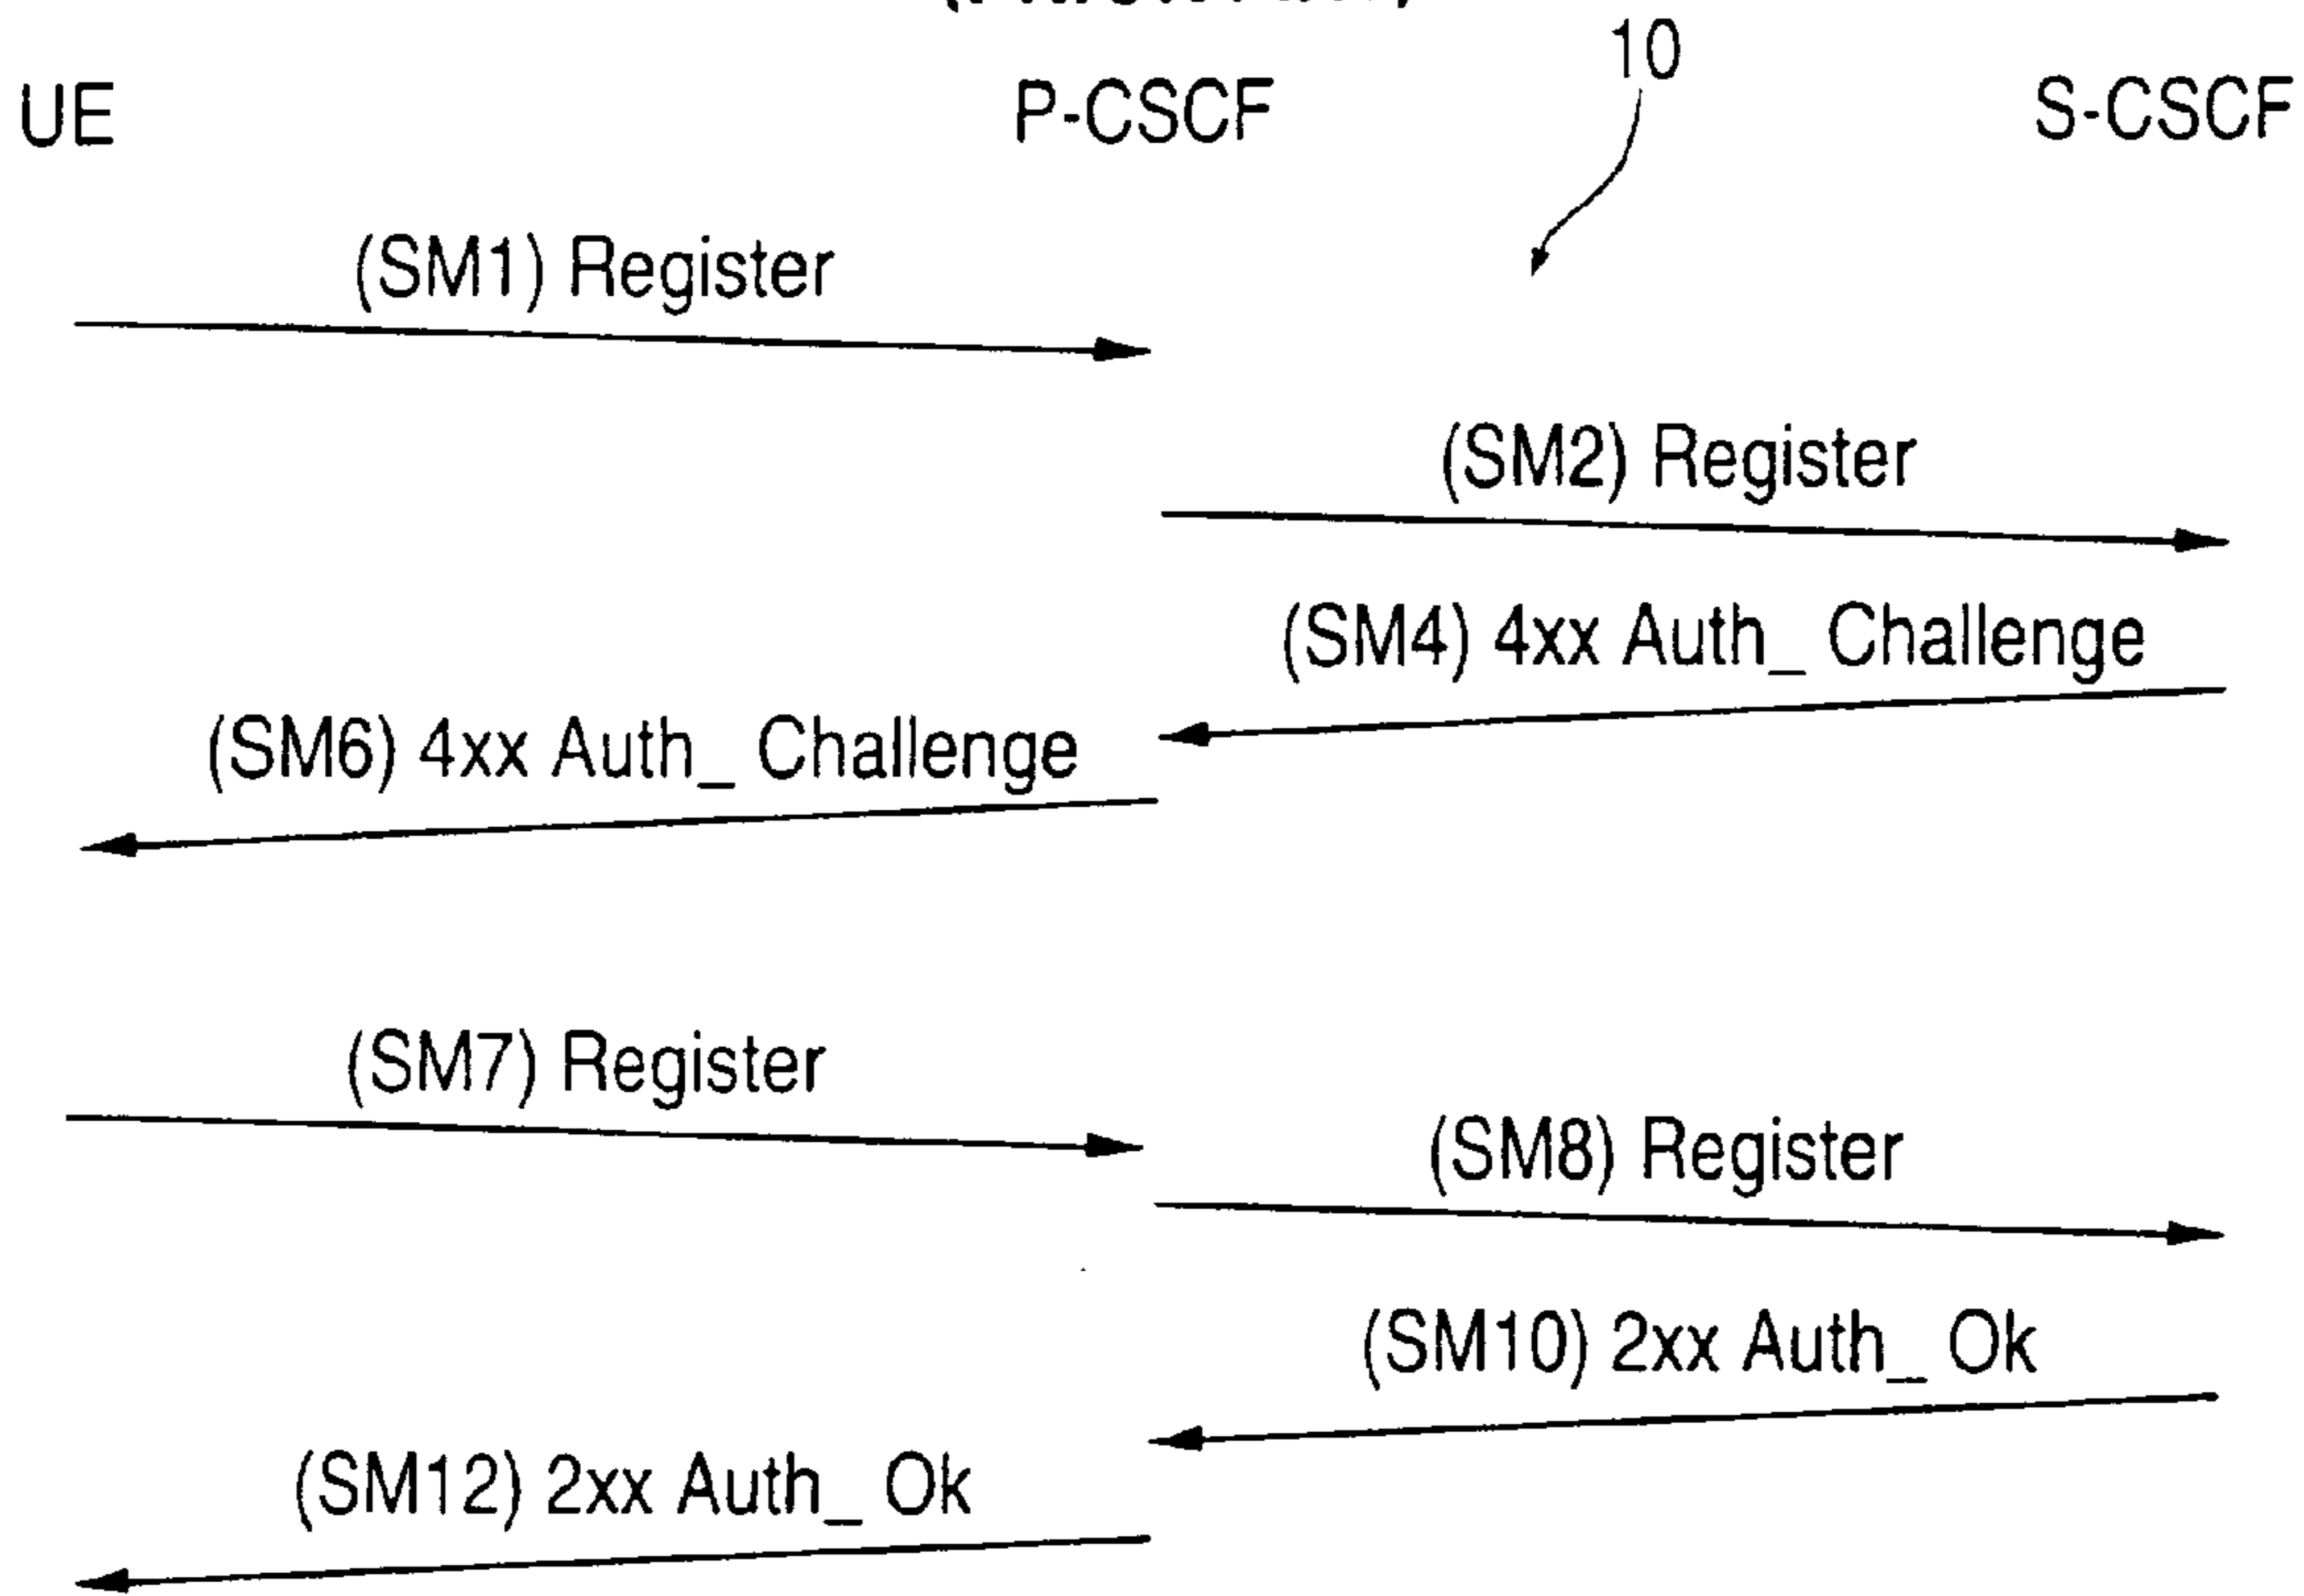 10
UE P-CSCF S-CSCF
(SM1) Register
(SM2) Register
(SM4) 4xx Auth_ Challenge
(SM6) 4xx Auth_ Challenge
(SM7) Register
(SM8) Register
(SM10) 2xx Auth_ Ok
(SM12) 2xx Auth_ Ok